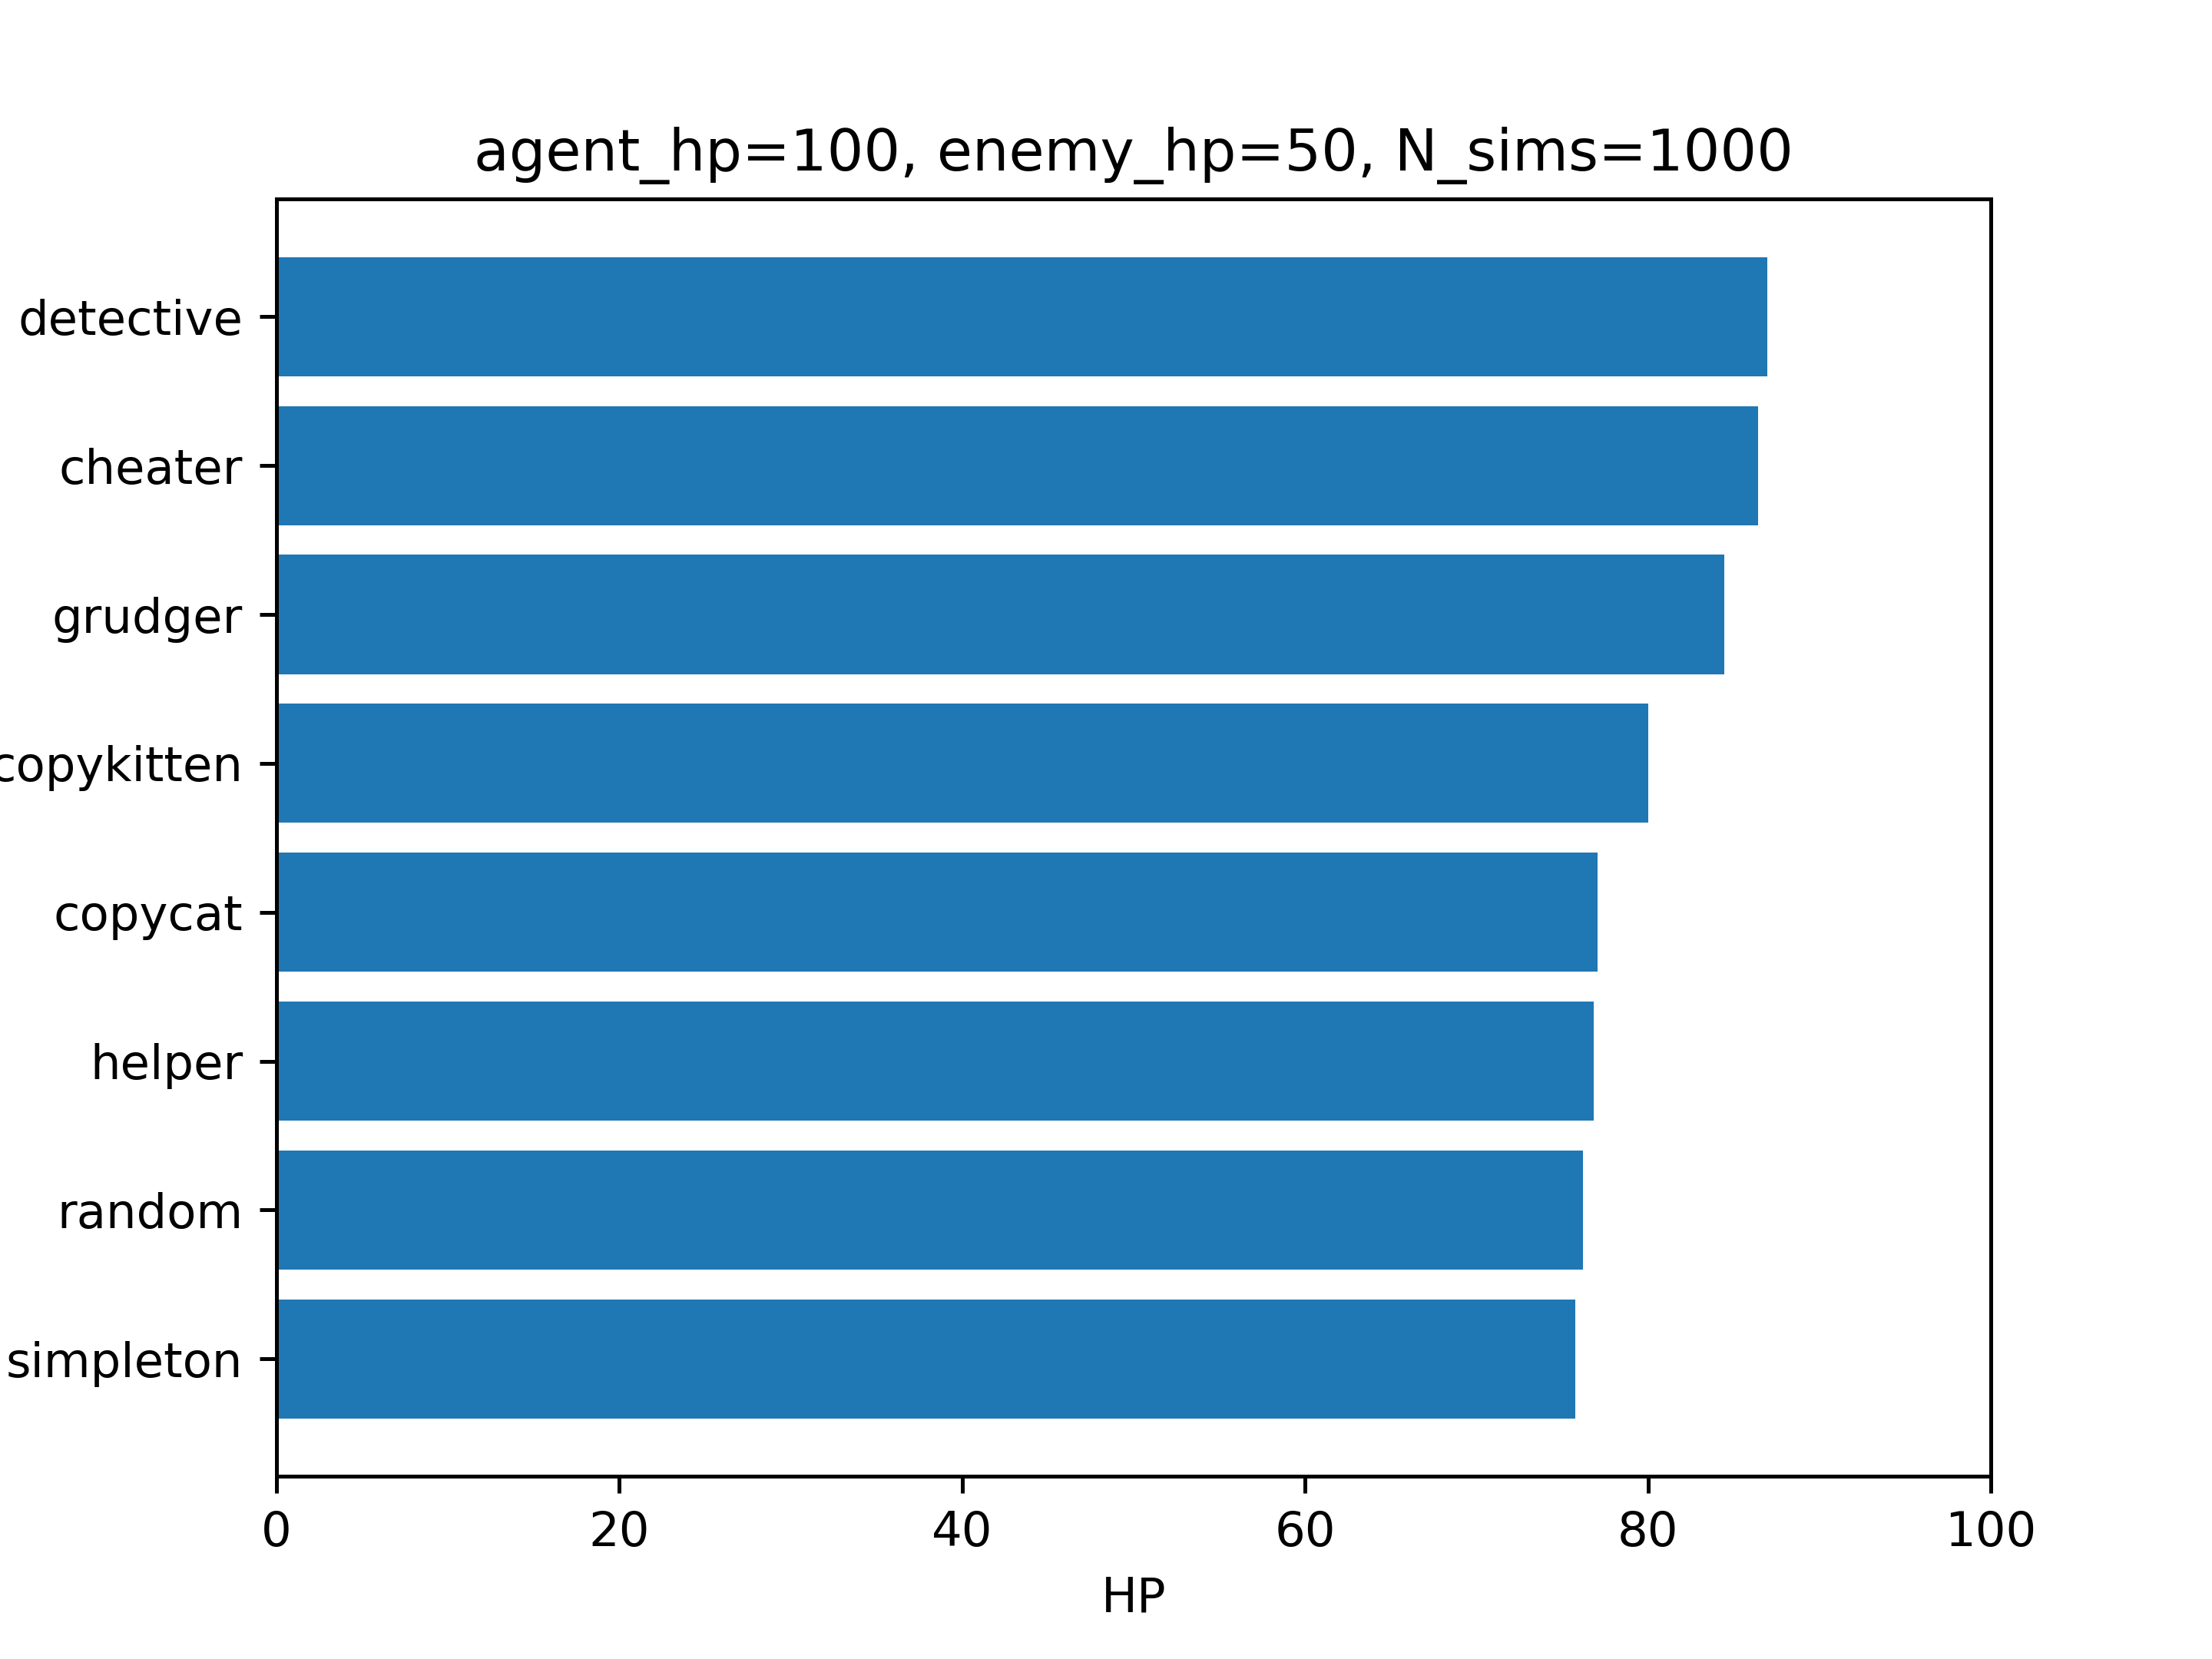 agent_hp=100, enemy_hp=50, N_sims=1000
detective
cheater
grudger
copykitten
copycat
helper
random
simpleton
0 20 40 60 80 100
HP